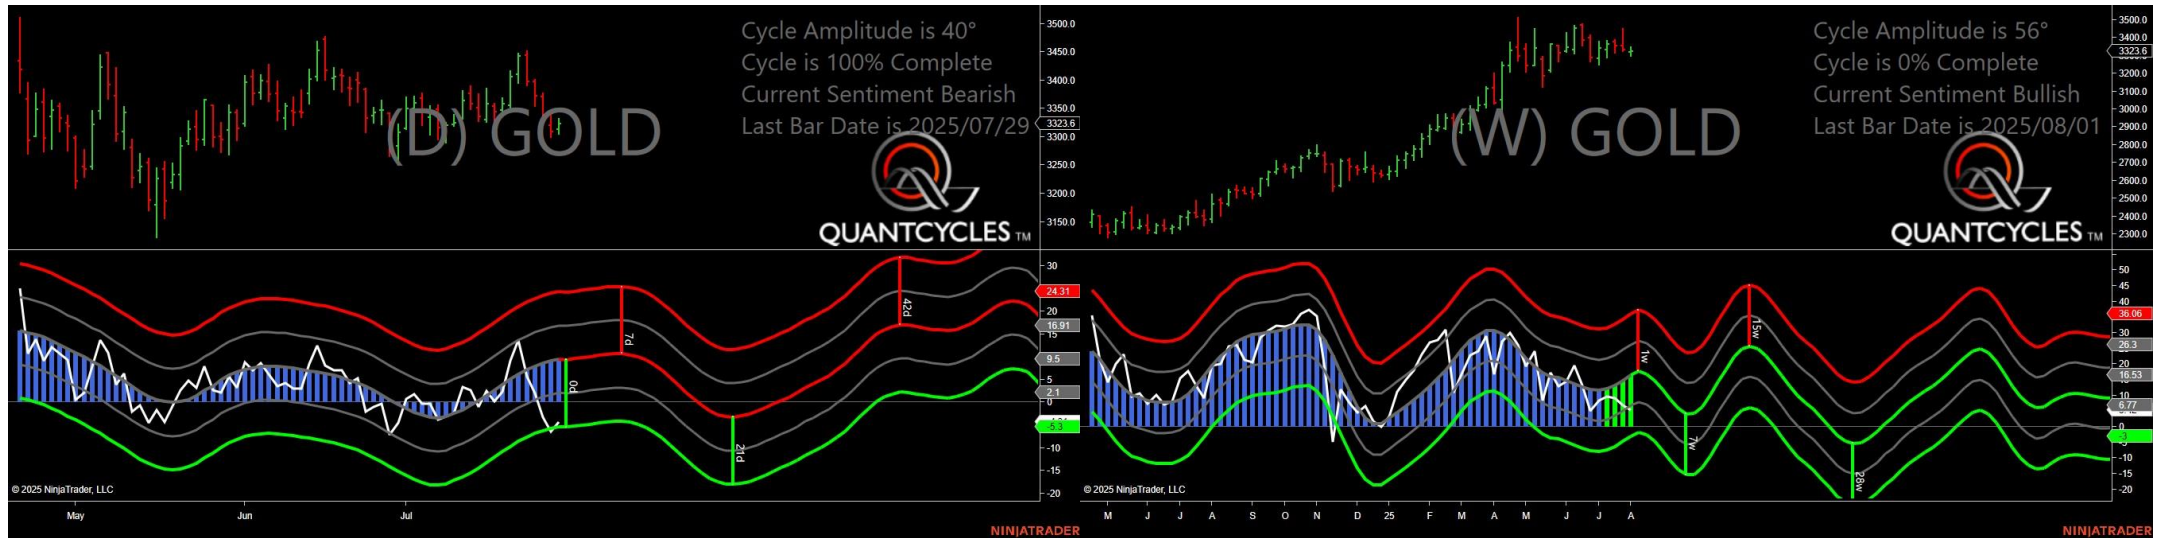 Cycle Amplitude is 40°
Cycle is 100% Complete
Current Sentiment Bearish
Last Bar Date is 2025/07/29
(D) GOLD
QUANTCYCLES TM
3500.0
3450.0
3400.0
3350.0
3323.6
3300.0
3250.0
3200.0
3150.0
30
24.31
20
16.91
15
9.5
5
2.1
0
-5.3
-10
-15
-20
0d
7d
21d
42d
© 2025 NinjaTrader, LLC
May
Jun
Jul
NINJATRADER
Cycle Amplitude is 56°
Cycle is 0% Complete
Current Sentiment Bullish
Last Bar Date is 2025/08/01
(W) GOLD
QUANTCYCLES TM
3500.0
3400.0
3323.6
3200.0
3100.0
3000.0
2900.0
2800.0
2700.0
2600.0
2500.0
2400.0
2300.0
50
45
40
36.06
30
26.3
20
16.53
10
6.77
0
-3
-10
-15
-20
1w
7w
15w
28w
© 2025 NinjaTrader, LLC
M
J
J
A
S
O
N
D
25
F
M
A
M
J
J
A
NINJATRADER